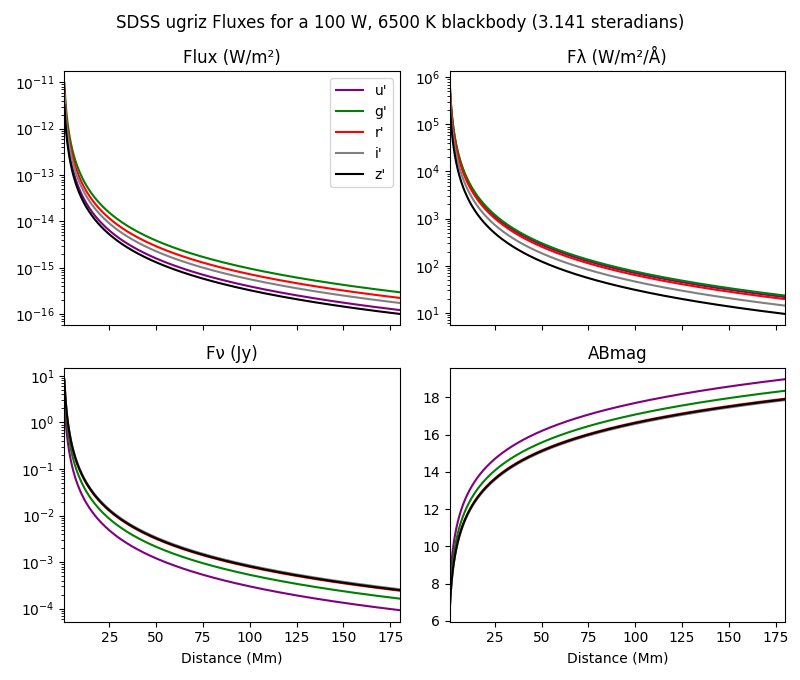 SDSS ugriz Fluxes for a 100 W, 6500 K blackbody (3.141 steradians)
Flux (W/m²)
10⁻¹¹
10⁻¹²
10⁻¹³
10⁻¹⁴
10⁻¹⁵
10⁻¹⁶
u'
g'
r'
i'
z'
Fλ (W/m²/Å)
10⁶
10⁵
10⁴
10³
10²
10¹
Fν (Jy)
10¹
10⁰
10⁻¹
10⁻²
10⁻³
10⁻⁴
25 50 75 100 125 150 175
Distance (Mm)
ABmag
18
16
14
12
10
8
6
25 50 75 100 125 150 175
Distance (Mm)